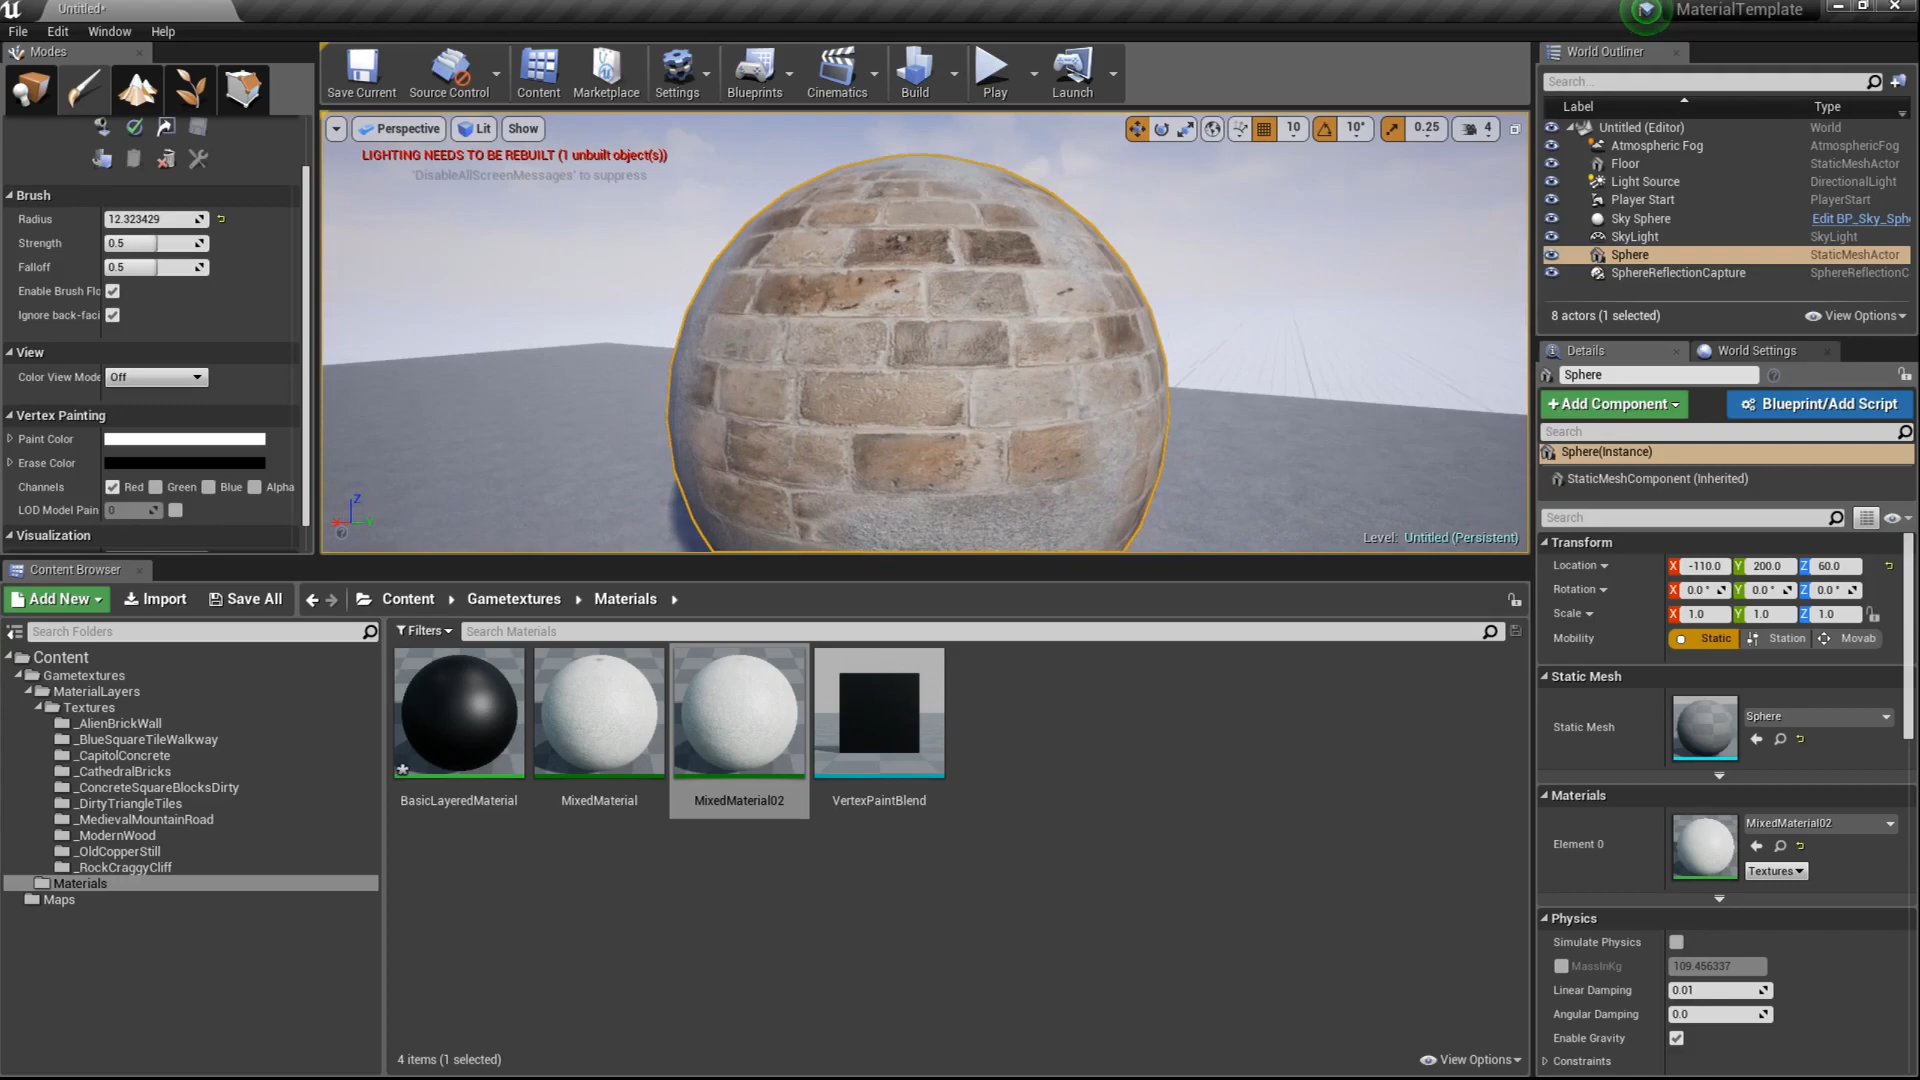 Untitled*
MaterialTemplate
File Edit Window Help
Modes
Save Current
Source Control
Content
Marketplace
Settings
Blueprints
Cinematics
Build
Play
Launch
Perspective
Lit
Show
10
10°
0.25
4
LIGHTING NEEDS TO BE REBUILT (1 unbuilt object(s))
'DisableAllScreenMessages' to suppress
Level: Untitled (Persistent)
Brush
Radius 12.323429
Strength 0.5
Falloff 0.5
Enable Brush Flo
Ignore back-faci
View
Color View Mode Off
Vertex Painting
Paint Color
Erase Color
Channels Red Green Blue Alpha
LOD Model Pain 0
Visualization
World Outliner
Search...
Label Type
Untitled (Editor) World
Atmospheric Fog AtmosphericFog
Floor StaticMeshActor
Light Source DirectionalLight
Player Start PlayerStart
Sky Sphere Edit BP_Sky_Sph
SkyLight SkyLight
Sphere StaticMeshActor
SphereReflectionCapture SphereReflectionC
8 actors (1 selected) View Options
Details
World Settings
Sphere
+Add Component
Blueprint/Add Script
Search
Sphere(Instance)
StaticMeshComponent (Inherited)
Search
Transform
Location X -110.0 Y 200.0 Z 60.0
Rotation X 0.0° Y 0.0° Z 0.0°
Scale X 1.0 Y 1.0 Z 1.0
Mobility Static Station Movab
Static Mesh
Static Mesh Sphere
Materials
Element 0 MixedMaterial02
Textures
Physics
Simulate Physics
MassInKg 109.456337
Linear Damping 0.01
Angular Damping 0.0
Enable Gravity
Constraints
Content Browser
Add New
Import
Save All
Content
Gametextures
Materials
Search Folders
Filters
Search Materials
Content
Gametextures
MaterialLayers
Textures
_AlienBrickWall
_BlueSquareTileWalkway
_CapitolConcrete
_CathedralBricks
_ConcreteSquareBlocksDirty
_DirtyTriangleTiles
_MedievalMountainRoad
_ModernWood
_OldCopperStill
_RockCraggyCliff
Materials
Maps
BasicLayeredMaterial
MixedMaterial
MixedMaterial02
VertexPaintBlend
4 items (1 selected)
View Options